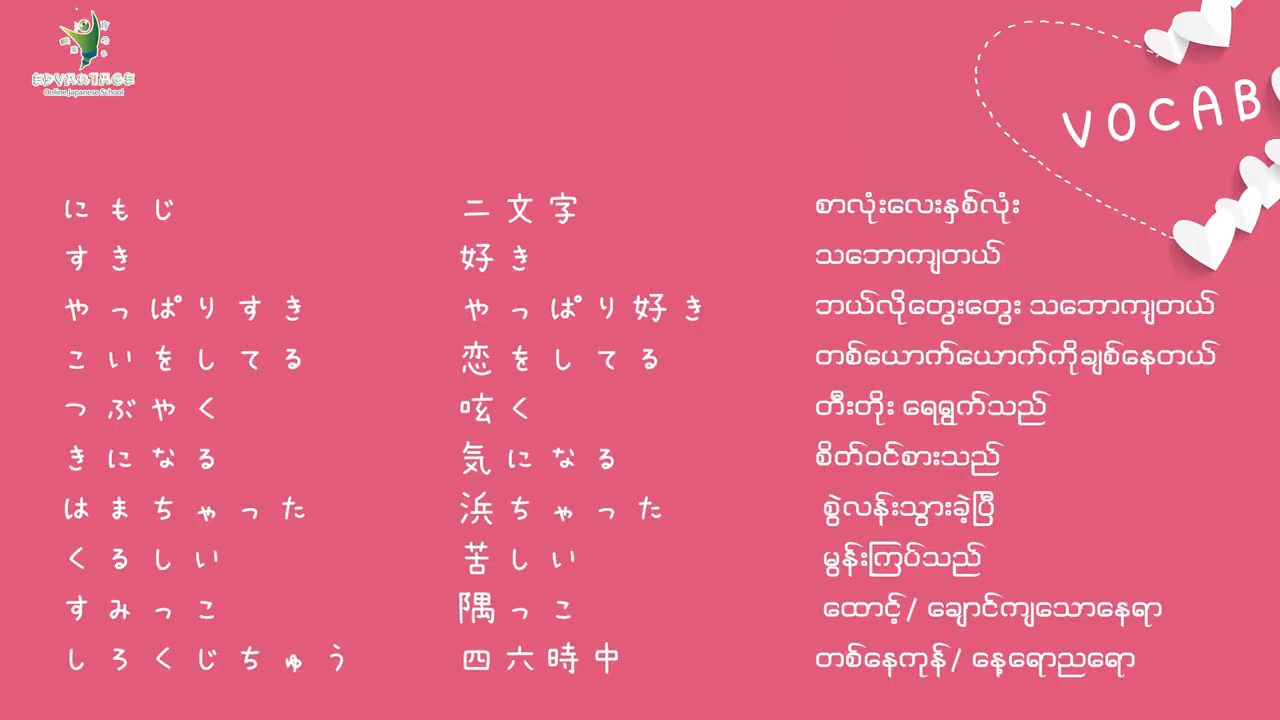 EDVANTAGE
Online Japanese School
VOCAB
にもじ 二文字 စာလုံးလေးနှစ်လုံး
すき 好き သဘောကျတယ်
やっぱりすき やっぱり好き ဘယ်လိုတွေးတွေး သဘောကျတယ်
こいをしてる 恋をしてる တစ်ယောက်ယောက်ကိုချစ်နေတယ်
つぶやく 呟く တီးတိုး ရေရွက်သည်
きになる 気になる စိတ်ဝင်စားသည်
はまちゃった 浜ちゃった စွဲလန်းသွားခဲ့ပြီ
くるしい 苦しい မွန်းကြပ်သည်
すみっこ 隅っこ ထောင့်/ ချောင်ကျသောနေရာ
しろくじちゅう 四六時中 တစ်နေကုန်/ နေ့ရောညရော